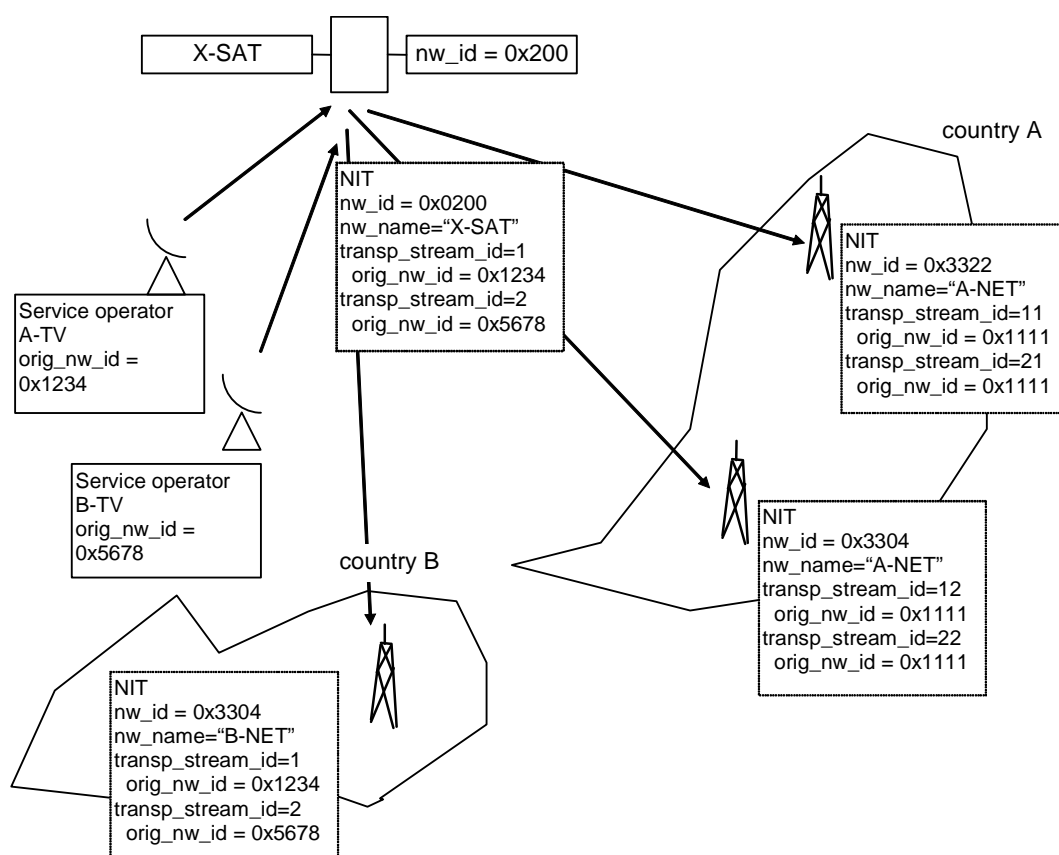 X-SAT
nw_id = 0x200
country A
NIT
nw_id = 0x0200
nw_name=“X-SAT”
transp_stream_id=1
orig_nw_id = 0x1234
transp_stream_id=2
orig_nw_id = 0x5678
NIT
nw_id = 0x3322
nw_name=“A-NET”
transp_stream_id=11
orig_nw_id = 0x1111
transp_stream_id=21
orig_nw_id = 0x1111
Service operator
A-TV
orig_nw_id =
0x1234
Service operator
B-TV
orig_nw_id =
0x5678
NIT
nw_id = 0x3304
nw_name=“A-NET”
transp_stream_id=12
orig_nw_id = 0x1111
transp_stream_id=22
orig_nw_id = 0x1111
country B
NIT
nw_id = 0x3304
nw_name=“B-NET”
transp_stream_id=1
orig_nw_id = 0x1234
transp_stream_id=2
orig_nw_id = 0x5678